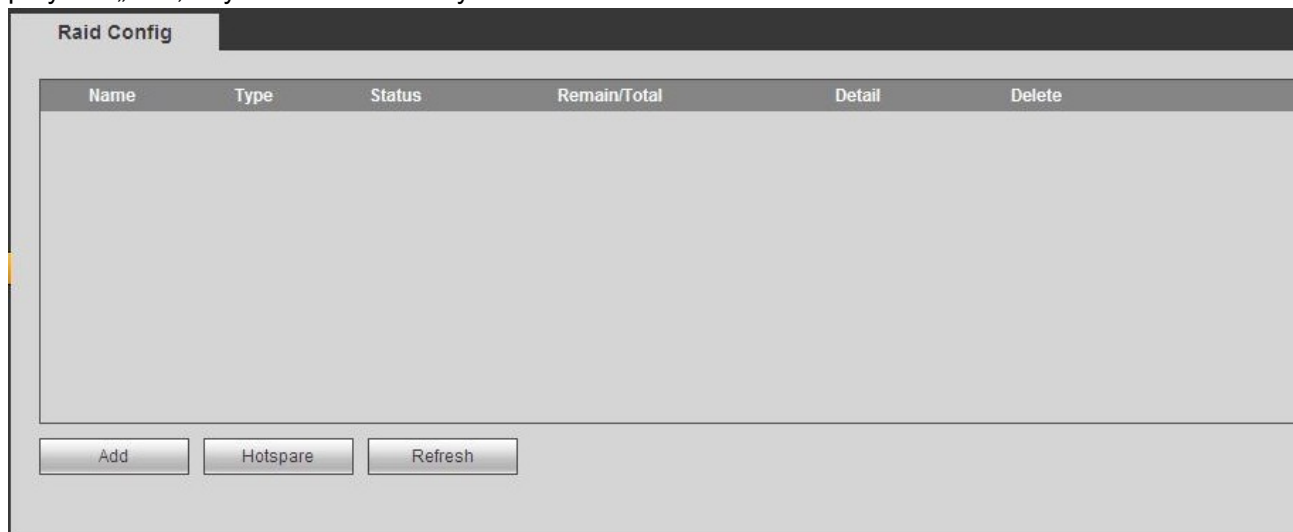 Raid Config
Name Type Status Remain/Total Detail Delete
Add Hotspare Refresh